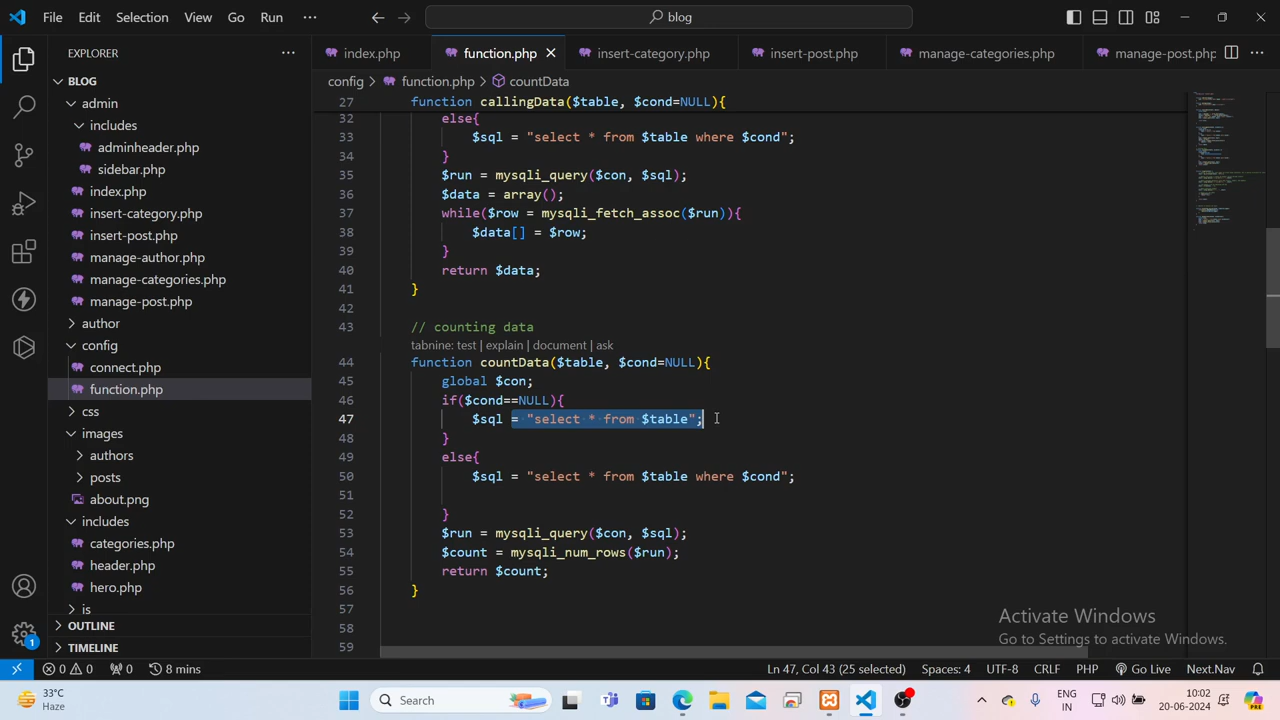 File Edit Selection View Go Run ··· blog
EXPLORER ···
BLOG
admin
includes
adminheader.php
sidebar.php
index.php
insert-category.php
insert-post.php
manage-author.php
manage-categories.php
manage-post.php
author
config
connect.php
function.php
css
images
authors
posts
about.png
includes
categories.php
header.php
hero.php
js
OUTLINE
TIMELINE
index.php function.php insert-category.php insert-post.php manage-categories.php manage-post.php ···
config > function.php > countData
27 function callingData($table, $cond=NULL){
32 else{
33 $sql = "select * from $table where $cond";
34 }
35 $run = mysqli_query($con, $sql);
36 $data = array();
37 while($row = mysqli_fetch_assoc($run)){
38 $data[] = $row;
39 }
40 return $data;
41 }
42
43 // counting data
tabnine: test | explain | document | ask
44 function countData($table, $cond=NULL){
45 global $con;
46 if($cond==NULL){
47 $sql = "select * from $table";
48 }
49 else{
50 $sql = "select * from $table where $cond";
51
52 }
53 $run = mysqli_query($con, $sql);
54 $count = mysqli_num_rows($run);
55 return $count;
56 }
57
58
59
Activate Windows
Go to Settings to activate Windows.
1
0 0 0 8 mins Ln 47, Col 43 (25 selected) Spaces: 4 UTF-8 CRLF PHP Go Live Next.Nav
33°C
Haze
Search
ENG
IN
10:02
20-06-2024